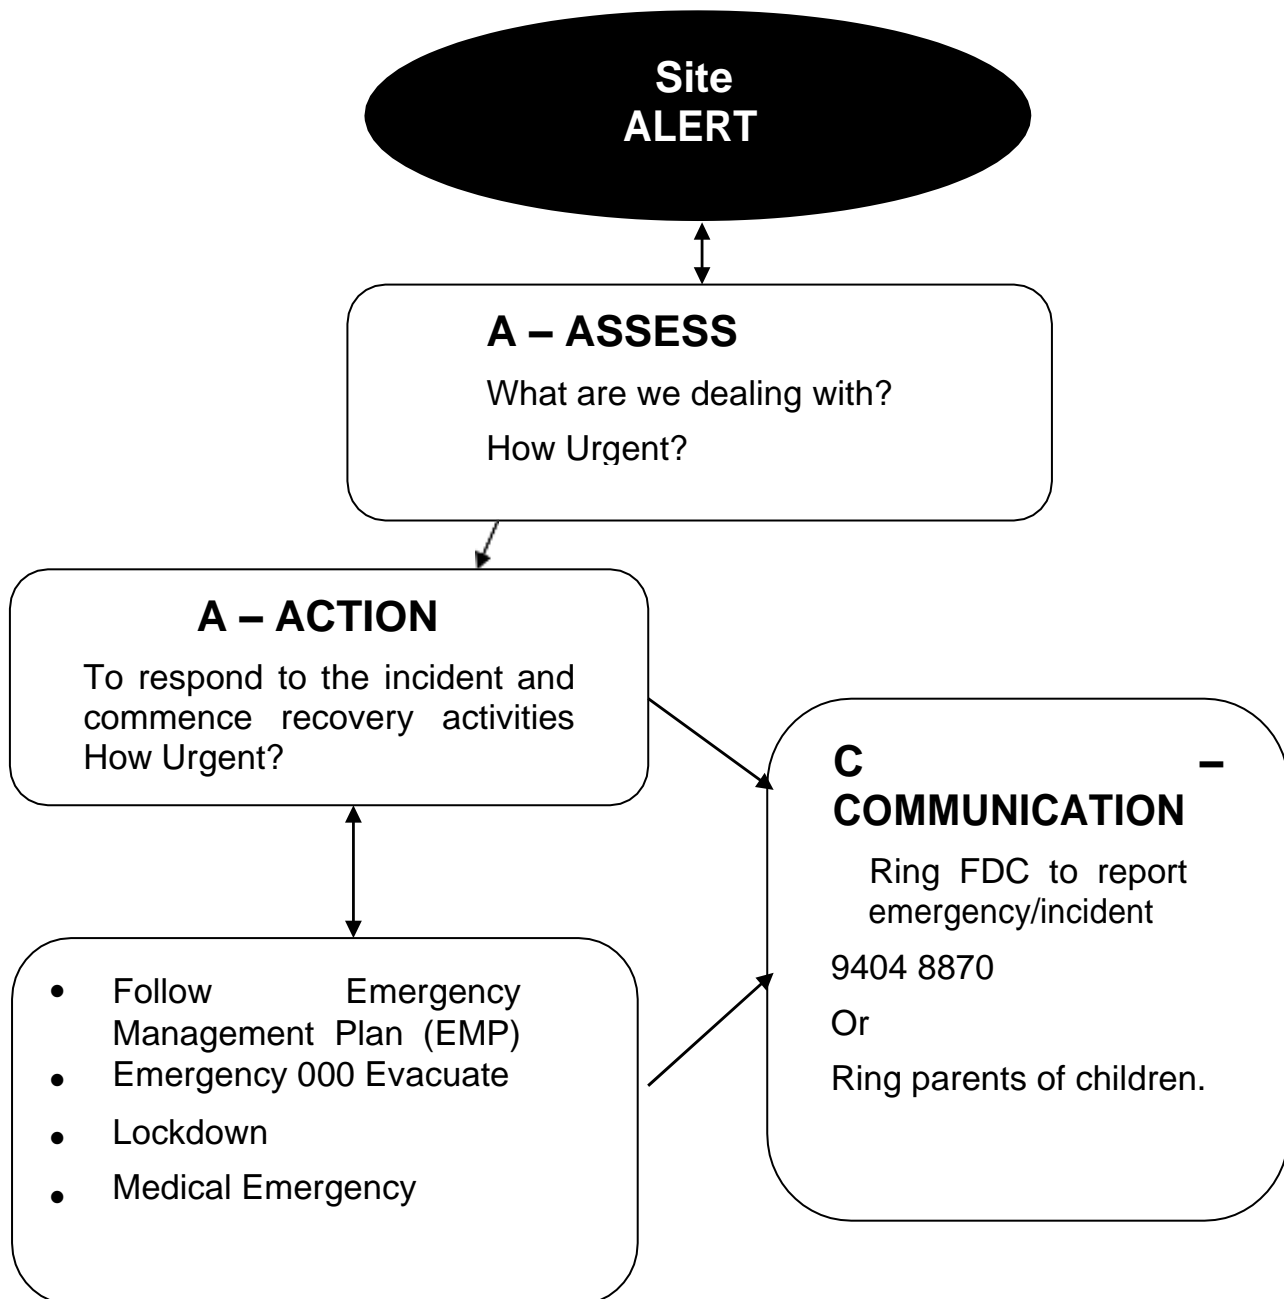 Site
ALERT
A – ASSESS
What are we dealing with?
How Urgent?
A – ACTION
To respond to the incident and
commence recovery activities
How Urgent?
C –
COMMUNICATION
Ring FDC to report
emergency/incident
9404 8870
Or
Ring parents of children.
• Follow Emergency
Management Plan (EMP)
• Emergency 000 Evacuate
• Lockdown
• Medical Emergency